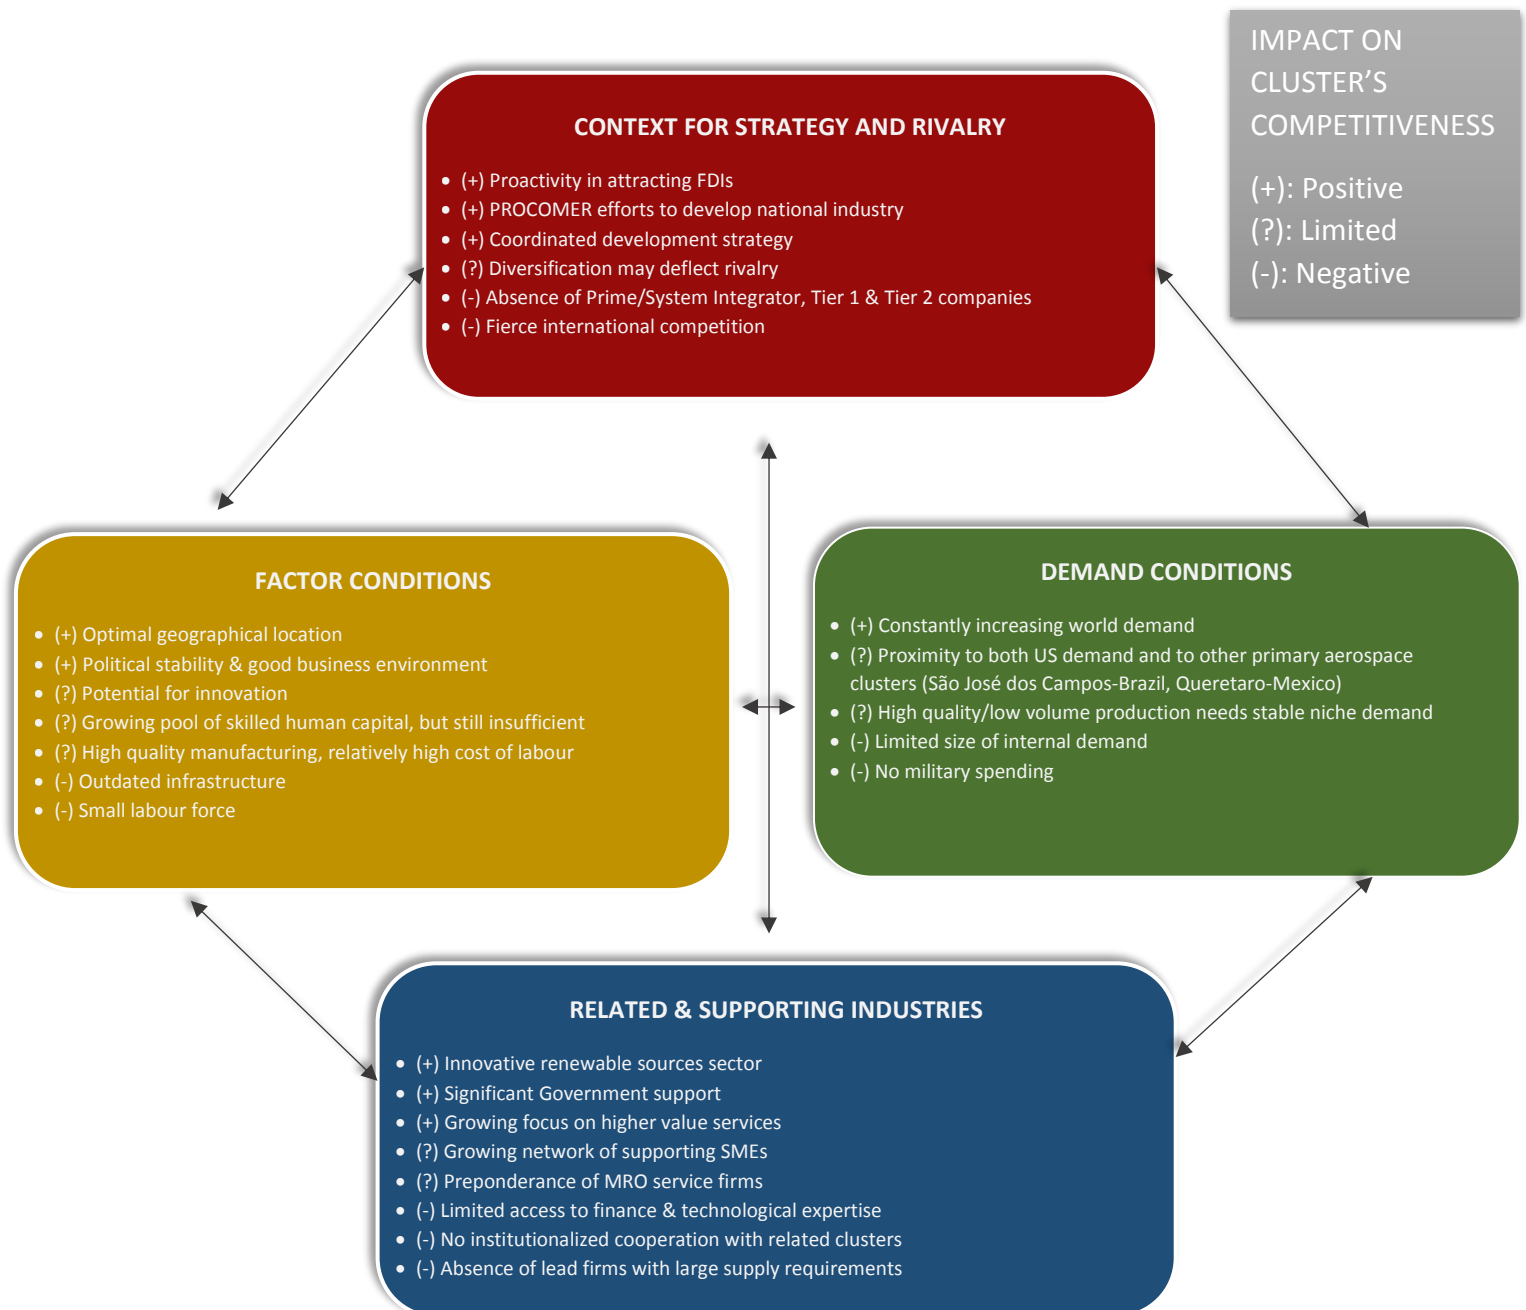 IMPACT ON
CLUSTER’S
COMPETITIVENESS
(+): Positive
(?): Limited
(-): Negative
CONTEXT FOR STRATEGY AND RIVALRY
• (+) Proactivity in attracting FDIs
• (+) PROCOMER efforts to develop national industry
• (+) Coordinated development strategy
• (?) Diversification may deflect rivalry
• (-) Absence of Prime/System Integrator, Tier 1 & Tier 2 companies
• (-) Fierce international competition
FACTOR CONDITIONS
• (+) Optimal geographical location
• (+) Political stability & good business environment
• (?) Potential for innovation
• (?) Growing pool of skilled human capital, but still insufficient
• (?) High quality manufacturing, relatively high cost of labour
• (-) Outdated infrastructure
• (-) Small labour force
DEMAND CONDITIONS
• (+) Constantly increasing world demand
• (?) Proximity to both US demand and to other primary aerospace
clusters (São José dos Campos-Brazil, Queretaro-Mexico)
• (?) High quality/low volume production needs stable niche demand
• (-) Limited size of internal demand
• (-) No military spending
RELATED & SUPPORTING INDUSTRIES
• (+) Innovative renewable sources sector
• (+) Significant Government support
• (+) Growing focus on higher value services
• (?) Growing network of supporting SMEs
• (?) Preponderance of MRO service firms
• (-) Limited access to finance & technological expertise
• (-) No institutionalized cooperation with related clusters
• (-) Absence of lead firms with large supply requirements